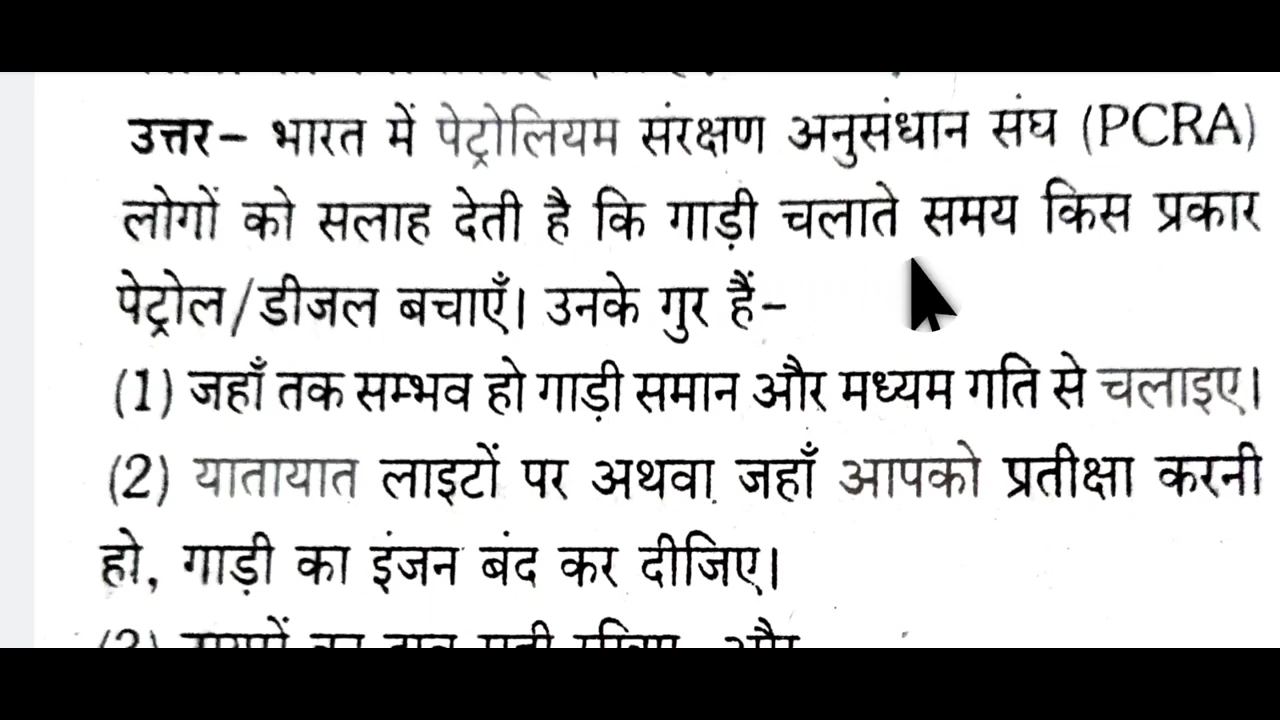 उत्तर– भारत में पेट्रोलियम संरक्षण अनुसंधान संघ (PCRA)
लोगों को सलाह देती है कि गाड़ी चलाते समय किस प्रकार
पेट्रोल/डीजल बचाएँ। उनके गुर हैं–
(1) जहाँ तक सम्भव हो गाड़ी समान और मध्यम गति से चलाइए।
(2) यातायात लाइटों पर अथवा जहाँ आपको प्रतीक्षा करनी
हो, गाड़ी का इंजन बंद कर दीजिए।